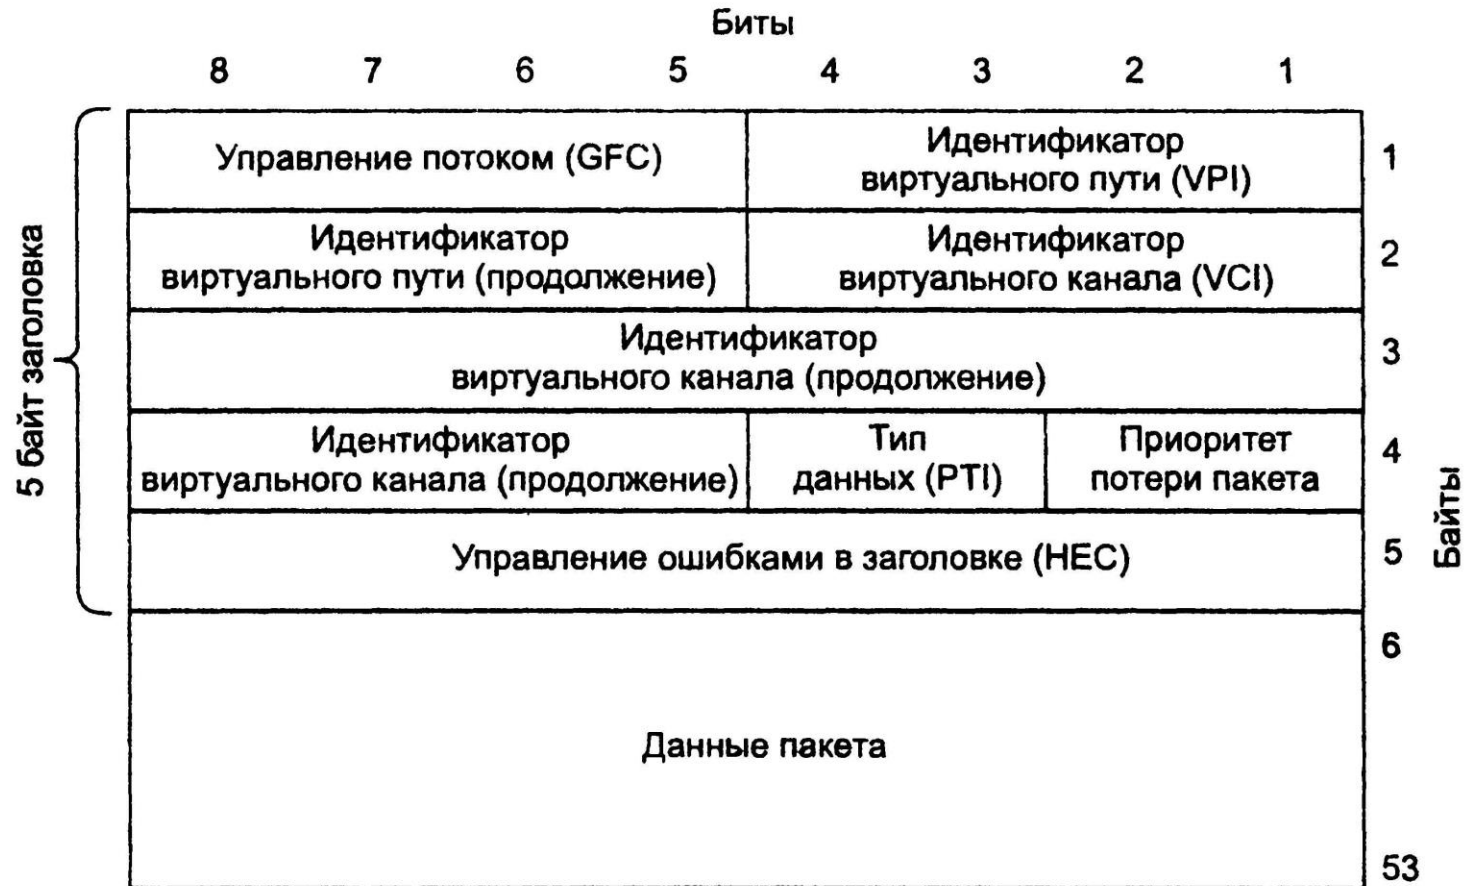 Биты
8 7 6 5 4 3 2 1
5 байт заголовка
Управление потоком (GFC)
Идентификатор
виртуального пути (VPI)
1
Идентификатор
виртуального пути (продолжение)
Идентификатор
виртуального канала (VCI)
2
Идентификатор
виртуального канала (продолжение)
3
Идентификатор
виртуального канала (продолжение)
Тип
данных (PTI)
Приоритет
потери пакета
4
Управление ошибками в заголовке (HEC)
5
Байты
6
Данные пакета
53